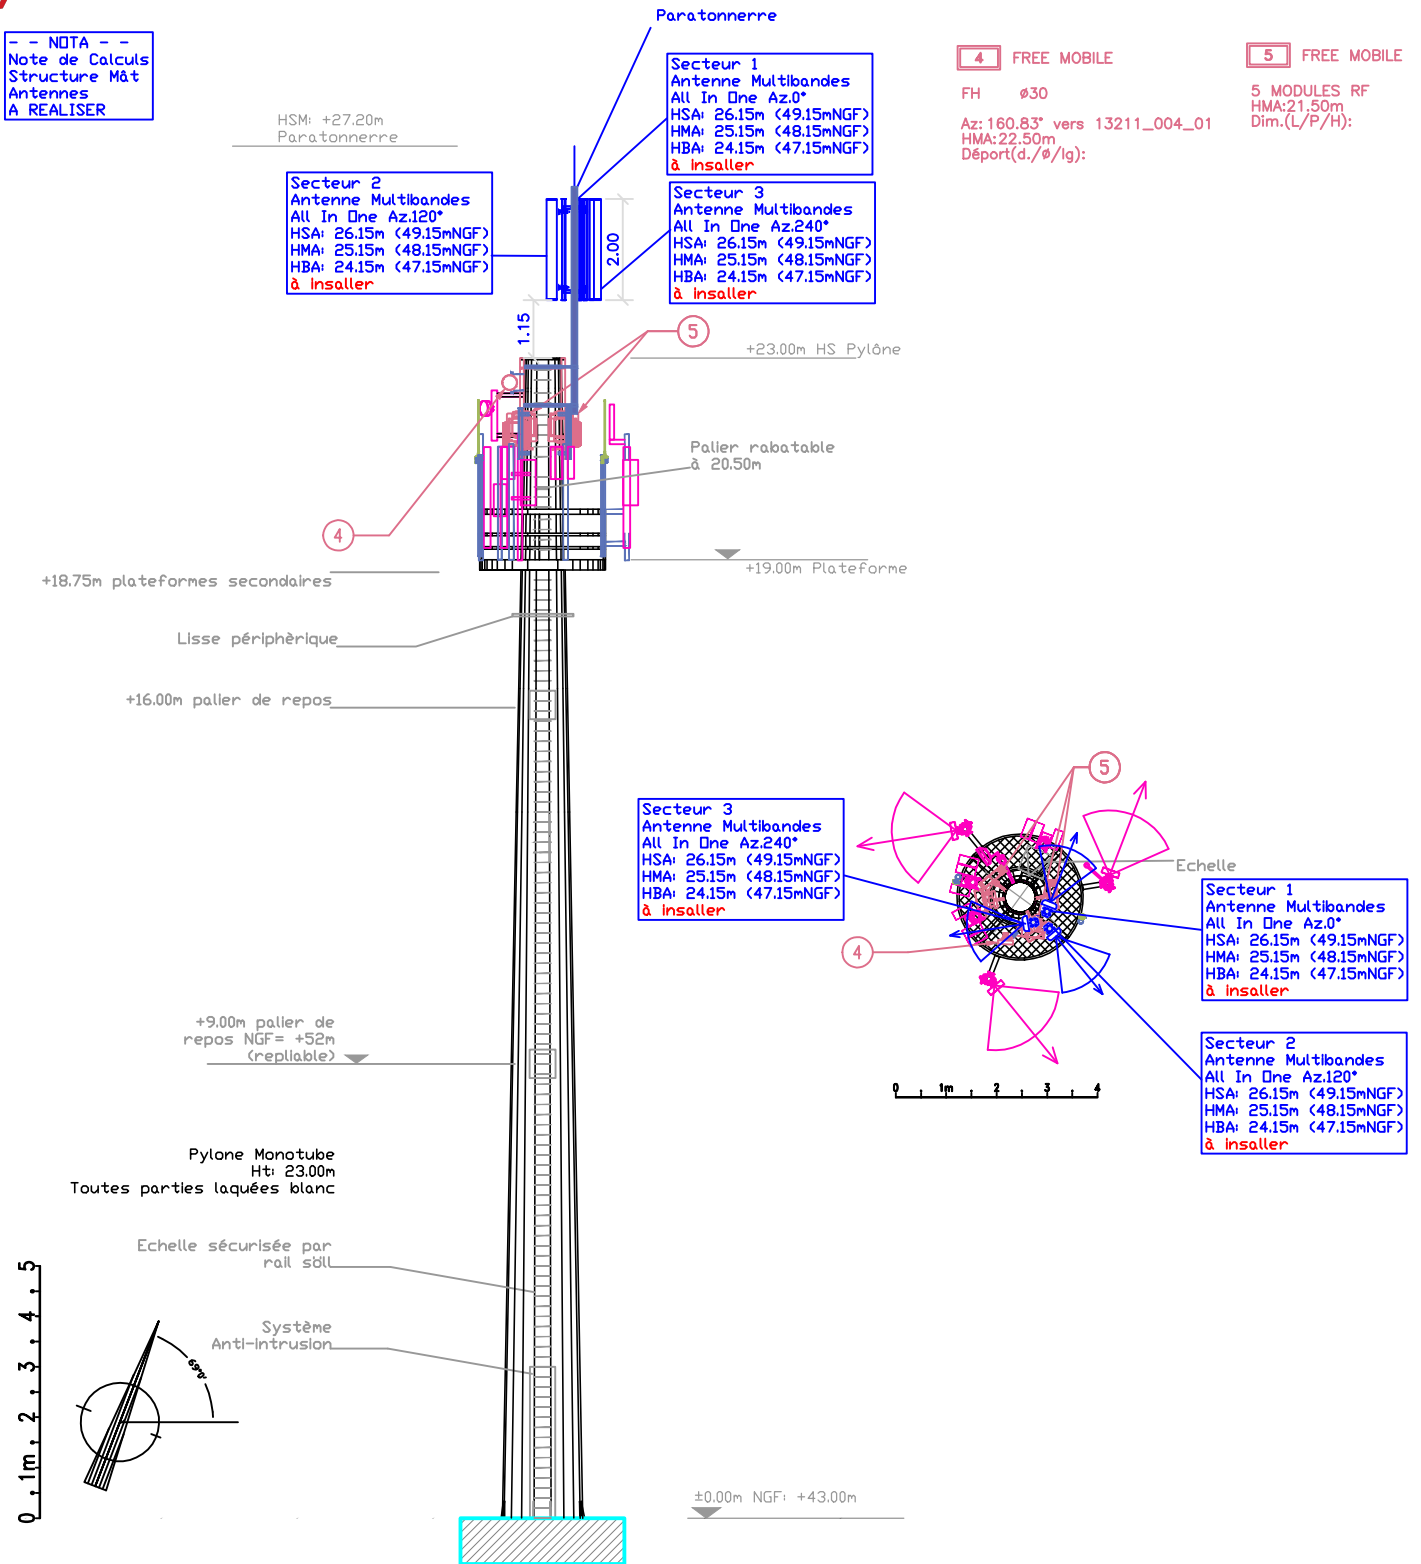 Paratonnerre
- - NOTA - -
Note de Calculs
Structure Mât
Antennes
A REALISER
HSM: +27.20m
Paratonnerre
Secteur 1
Antenne Multibandes
All In One Az.0°
HSA: 26.15m (49.15mNGF)
HMA: 25.15m (48.15mNGF)
HBA: 24.15m (47.15mNGF)
à insaller
4 FREE MOBILE
FH ø30
Az: 160.83° vers 13211_004_01
HMA: 22.50m
Déport(d./ø/lg):
5 FREE MOBILE
5 MODULES RF
HMA:21.50m
Dim.(L/P/H):
Secteur 2
Antenne Multibandes
All In One Az.120°
HSA: 26.15m (49.15mNGF)
HMA: 25.15m (48.15mNGF)
HBA: 24.15m (47.15mNGF)
à insaller
Secteur 3
Antenne Multibandes
All In One Az.240°
HSA: 26.15m (49.15mNGF)
HMA: 25.15m (48.15mNGF)
HBA: 24.15m (47.15mNGF)
à insaller
2.00
1.15
5
+23.00m HS Pylône
Palier rabatable
à 20.50m
4
+18.75m plateformes secondaires
+19.00m Plateforme
Lisse périphèrique
+16.00m palier de repos
5
Secteur 3
Antenne Multibandes
All In One Az.240°
HSA: 26.15m (49.15mNGF)
HMA: 25.15m (48.15mNGF)
HBA: 24.15m (47.15mNGF)
à insaller
Echelle
4
Secteur 1
Antenne Multibandes
All In One Az.0°
HSA: 26.15m (49.15mNGF)
HMA: 25.15m (48.15mNGF)
HBA: 24.15m (47.15mNGF)
à insaller
+9.00m palier de
repos NGF= +52m
(repliable)
Secteur 2
Antenne Multibandes
All In One Az.120°
HSA: 26.15m (49.15mNGF)
HMA: 25.15m (48.15mNGF)
HBA: 24.15m (47.15mNGF)
à insaller
0 1m 2 3 4
Pylone Monotube
Ht: 23.00m
Toutes parties laquées blanc
Echelle sécurisée par
rail söll
Système
Anti-intrusion
0 1m 2 3 4 5
69°0'
±0.00m NGF: +43.00m